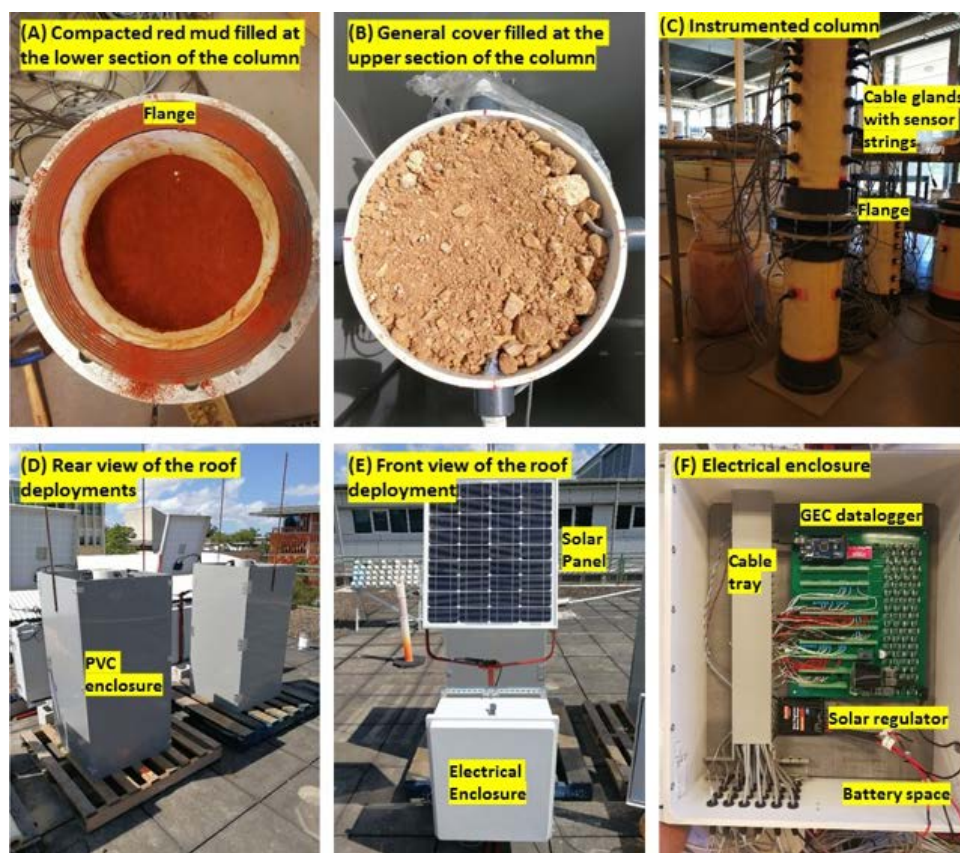 (A) Compacted red mud filled at
the lower section of the column
Flange
(B) General cover filled at the
upper section of the column
(C) Instrumented column
Cable glands
with sensor
strings
Flange
(D) Rear view of the roof
deployments
PVC
enclosure
(E) Front view of the roof
deployment
Solar
Panel
Electrical
Enclosure
(F) Electrical enclosure
GEC datalogger
Cable
tray
Solar regulator
Battery space